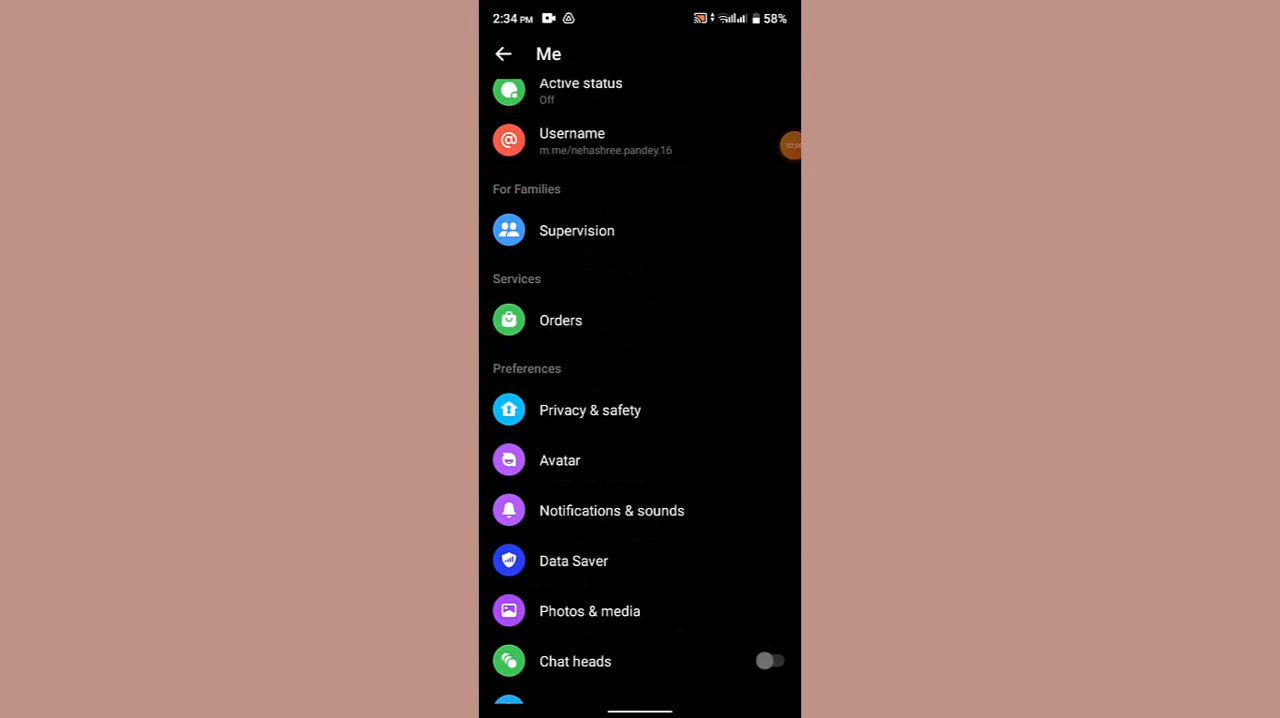 2:34 PM 58%
Me
Active status
Off
Username
m.me/nehashree.pandey.16
For Families
Supervision
Services
Orders
Preferences
Privacy & safety
Avatar
Notifications & sounds
Data Saver
Photos & media
Chat heads